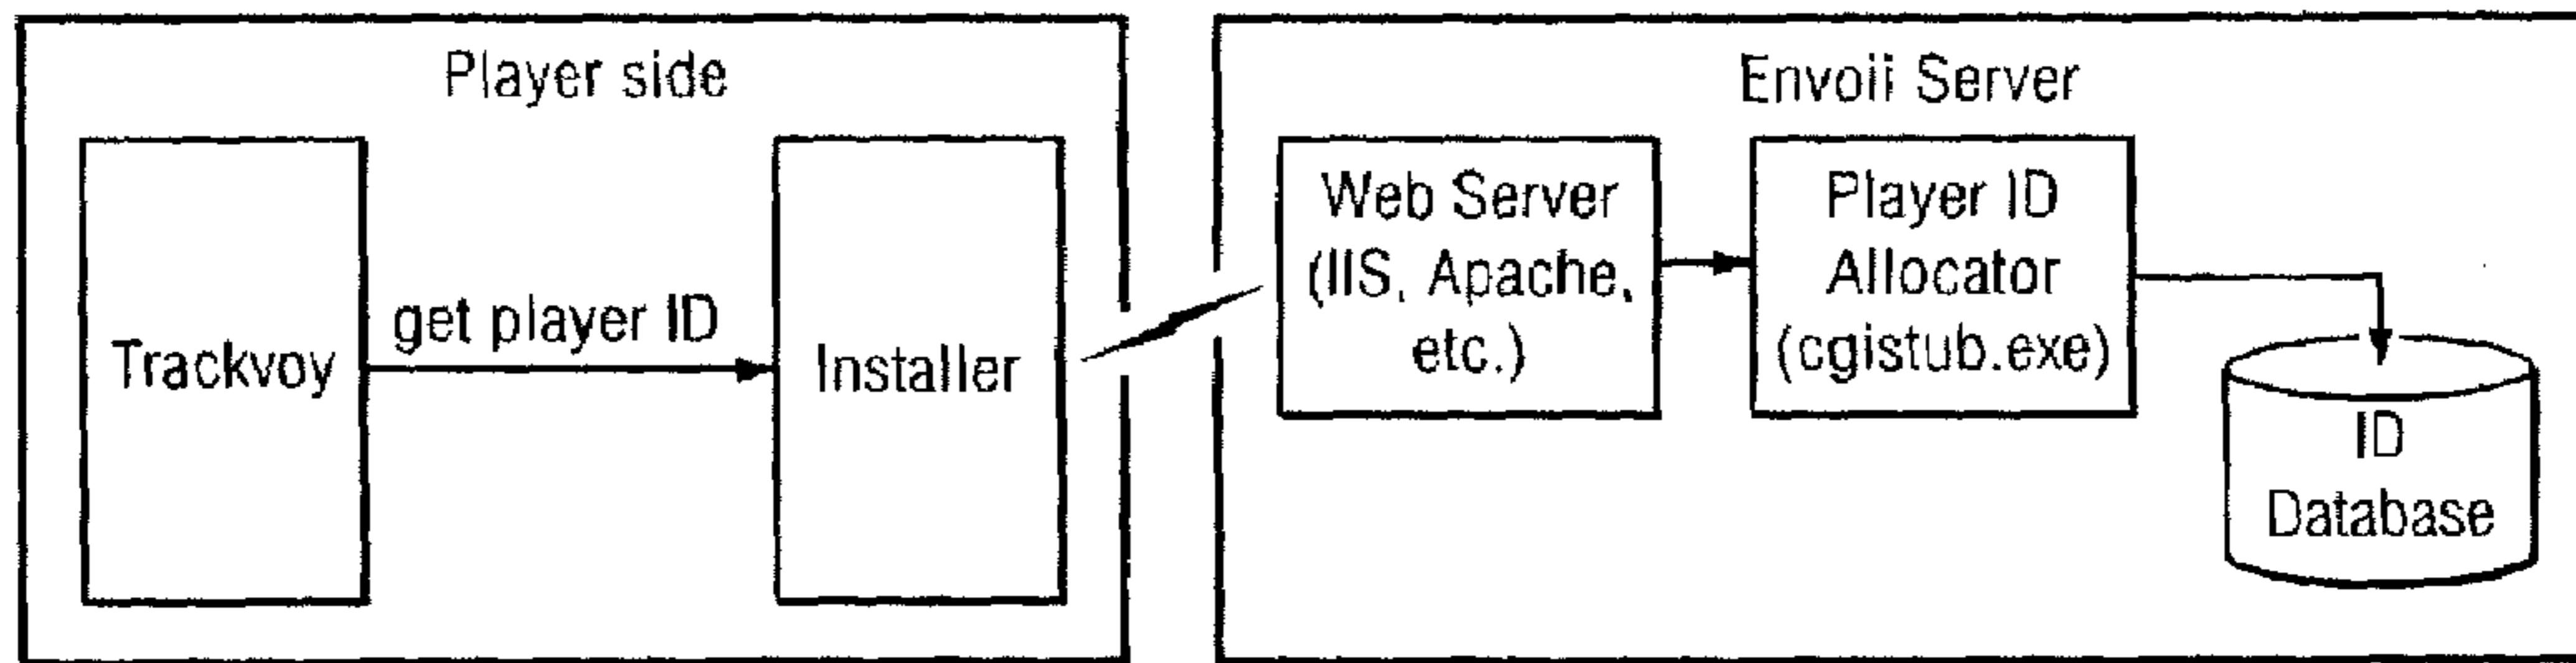 Player side
Trackvoy
get player ID
Installer
Envoii Server
Web Server
(IIS, Apache,
etc.)
Player ID
Allocator
(cgistub.exe)
ID
Database